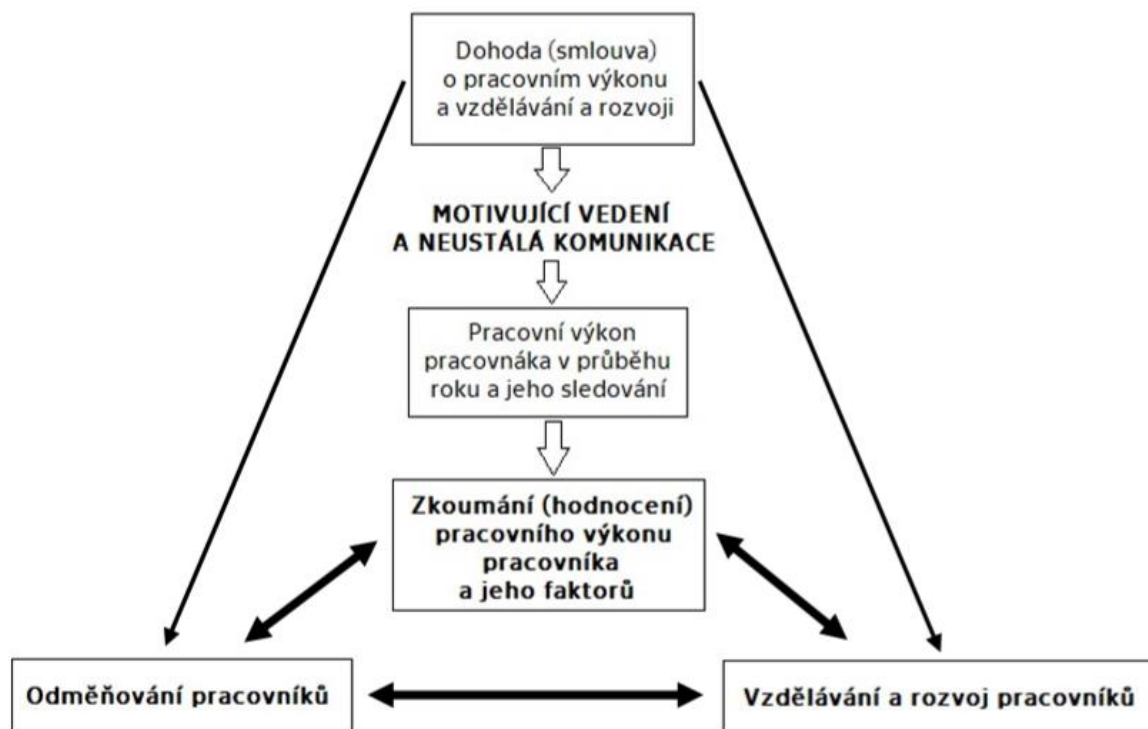 Dohoda (smlouva)
o pracovním výkonu
a vzdělávání a rozvoji
MOTIVUJÍCÍ VEDENÍ
A NEUSTÁLÁ KOMUNIKACE
Pracovní výkon
pracovnáka v průběhu
roku a jeho sledování
Zkoumání (hodnocení)
pracovního výkonu
pracovníka
a jeho faktorů
Odměňování pracovníků
Vzdělávání a rozvoj pracovníků